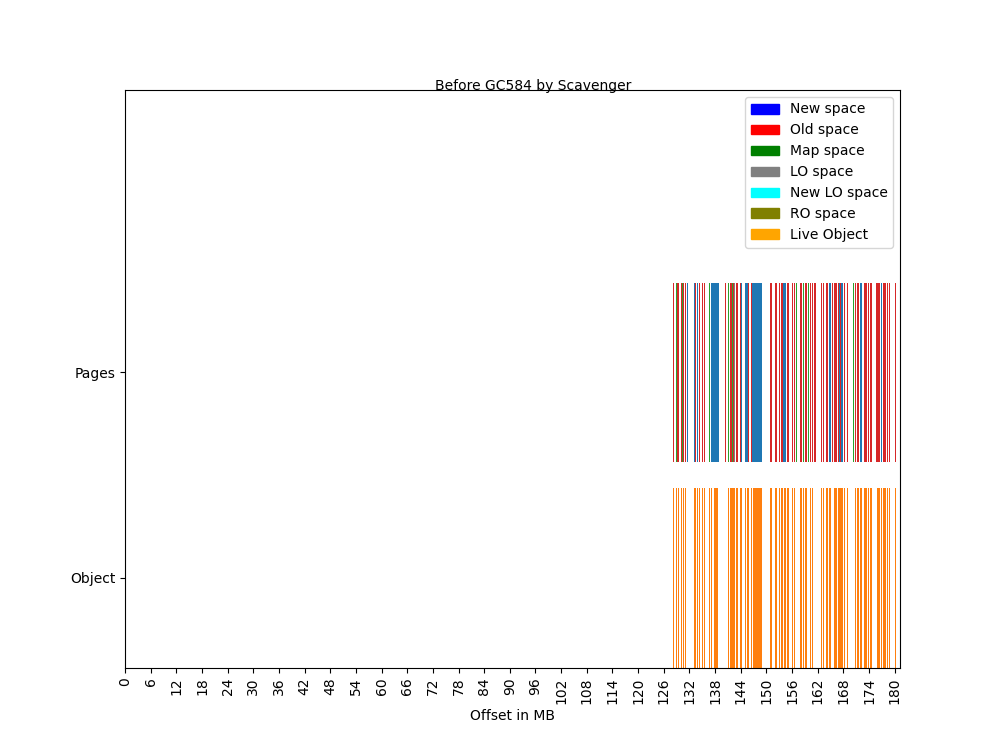 Before GC584 by Scavenger
New space
Old space
Map space
LO space
New LO space
RO space
Live Object
Pages
Object
0 6 12 18 24 30 36 42 48 54 60 66 72 78 84 90 96 102 108 114 120 126 132 138 144 150 156 162 168 174 180
Offset in MB